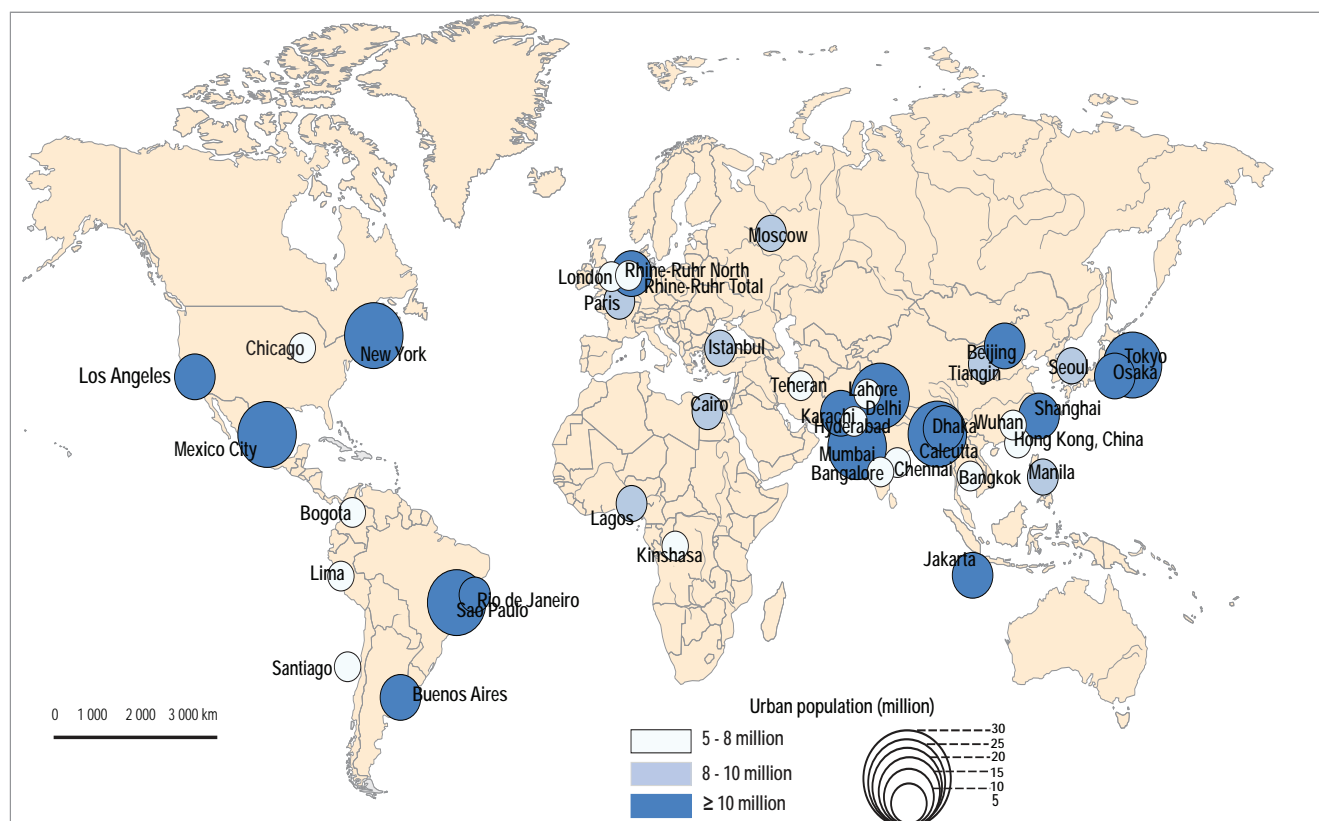 Moscow
London
Rhine-Ruhr North
Rhine-Ruhr Total
Paris
Chicago
New York
Istanbul
Beijing
Tiangin
Seoul
Tokyo
Osaka
Los Angeles
Teheran
Lahore
Cairo
Karachi
Delhi
Hyderabad
Dhaka
Wuhan
Shanghai
Hong Kong, China
Mexico City
Mumbai
Calcutta
Bangalore
Chennai
Bangkok
Manila
Bogota
Lagos
Kinshasa
Jakarta
Lima
Rio de Janeiro
Sao Paulo
Santiago
Buenos Aires
0 1 000 2 000 3 000 km
Urban population (million)
5 - 8 million
8 - 10 million
≥ 10 million
30
25
20
15
10
5